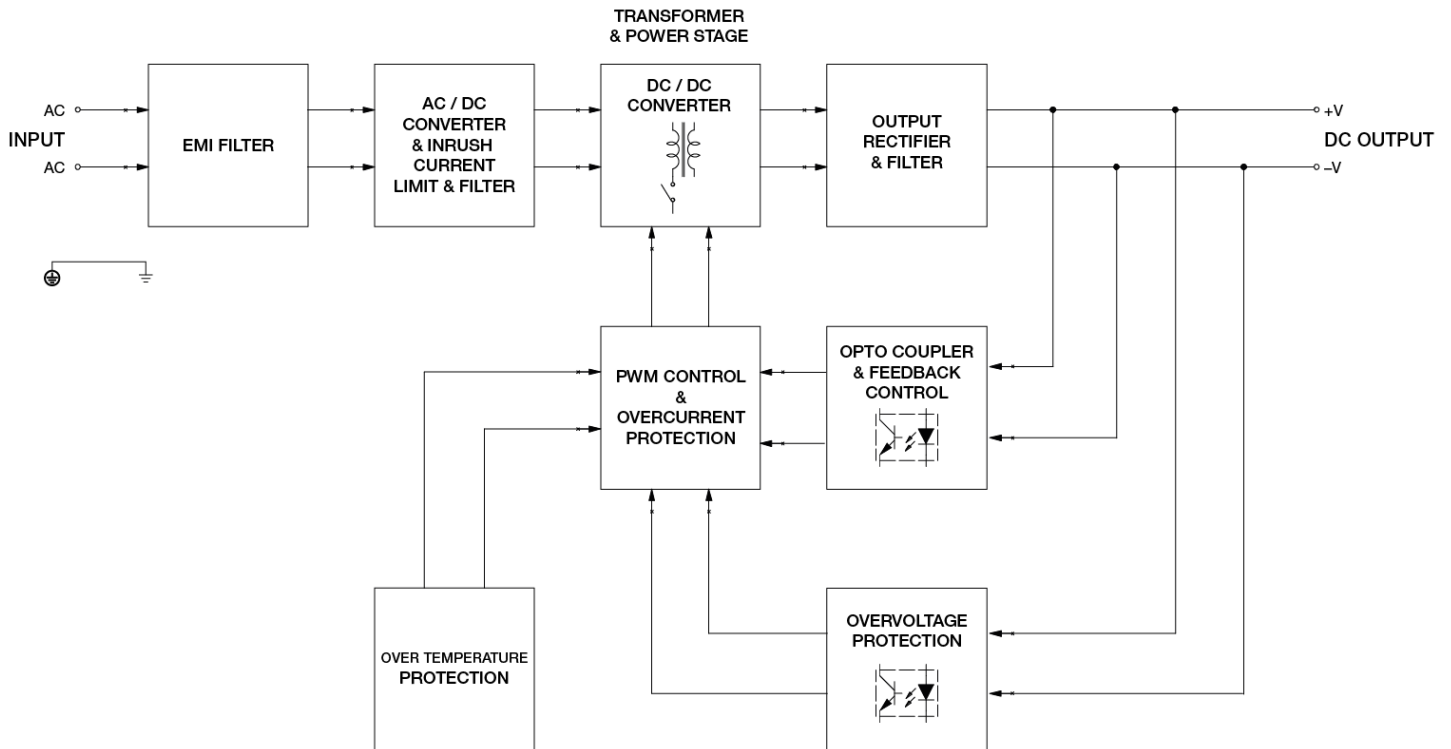 TRANSFORMER
& POWER STAGE
AC
INPUT
AC
EMI FILTER
AC / DC
CONVERTER
& INRUSH
CURRENT
LIMIT & FILTER
DC / DC
CONVERTER
OUTPUT
RECTIFIER
& FILTER
+V
DC OUTPUT
–V
PWM CONTROL
&
OVERCURRENT
PROTECTION
OPTO COUPLER
& FEEDBACK
CONTROL
OVER TEMPERATURE
PROTECTION
OVERVOLTAGE
PROTECTION